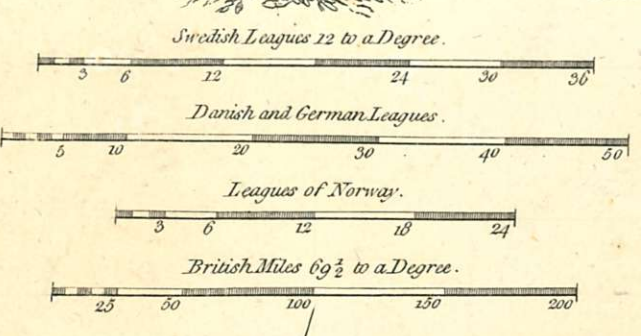 Swedish Leagues 12 to a Degree.
3 6 12 24 30 36
Danish and German Leagues.
5 10 20 30 40 50
Leagues of Norway.
3 6 12 18 24
British Miles 69½ to a Degree.
25 50 100 150 200